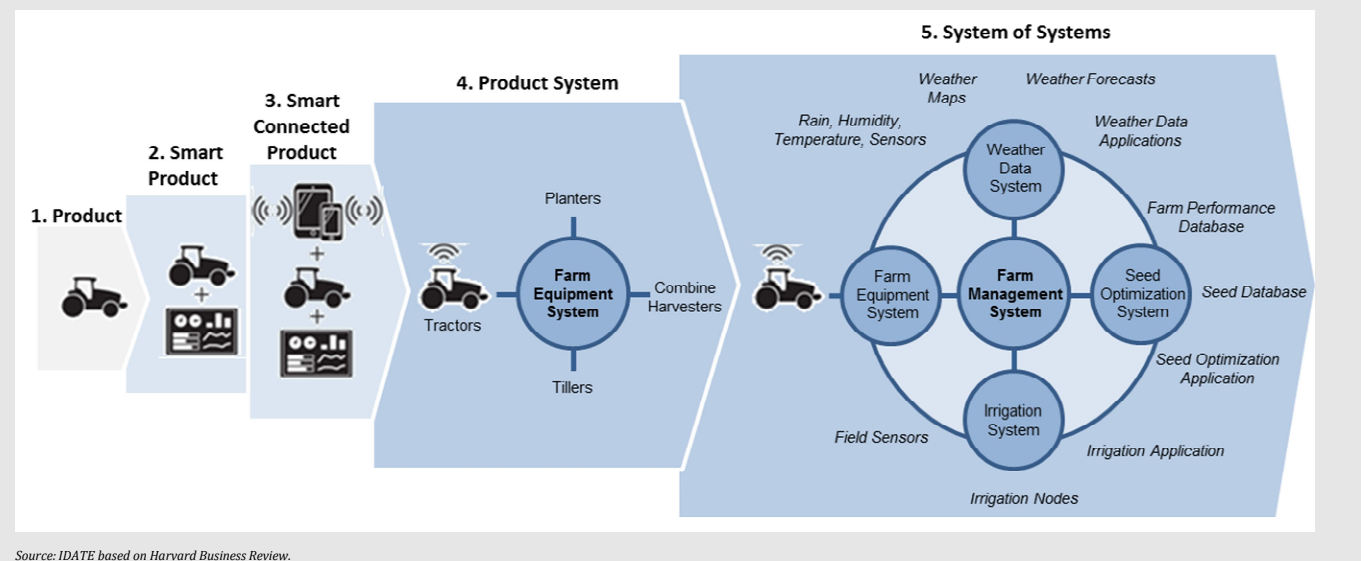 1. Product
2. Smart
Product
3. Smart
Connected
Product
4. Product System
Planters
Tractors
Farm
Equipment
System
Combine
Harvesters
Tillers
5. System of Systems
Weather
Maps
Weather Forecasts
Rain, Humidity,
Temperature, Sensors
Weather Data
Applications
Weather
Data
System
Farm Performance
Database
Farm
Equipment
System
Farm
Management
System
Seed
Optimization
System
Seed Database
Seed Optimization
Application
Irrigation
System
Field Sensors
Irrigation Application
Irrigation Nodes
Source: IDATE based on Harvard Business Review.